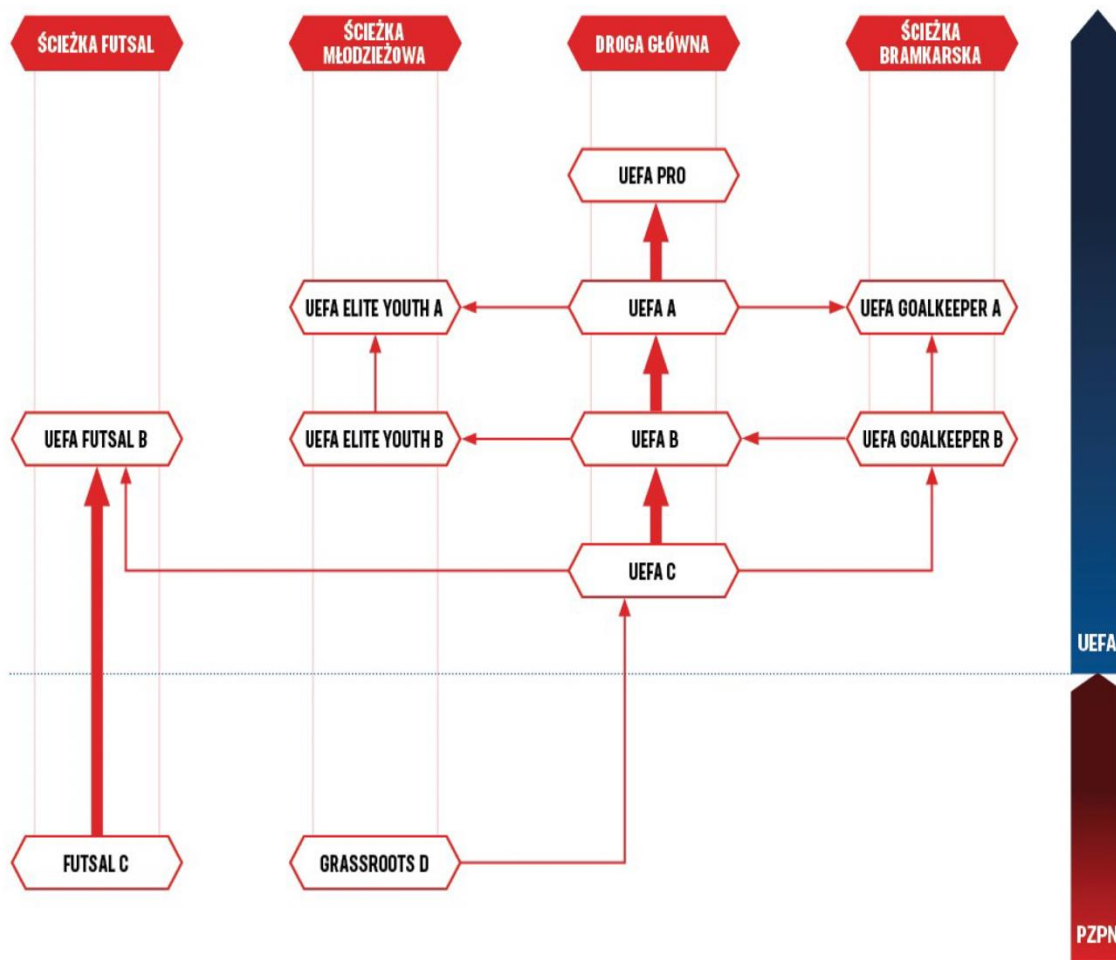 ŚCIEŻKA FUTSAL
ŚCIEŻKA
MŁODZIEŻOWA
DROGA GŁÓWNA
ŚCIEŻKA
BRAMKARSKA
UEFA PRO
UEFA ELITE YOUTH A
UEFA A
UEFA GOALKEEPER A
UEFA FUTSAL B
UEFA ELITE YOUTH B
UEFA B
UEFA GOALKEEPER B
UEFA C
UEFA
FUTSAL C
GRASSROOTS D
PZPN